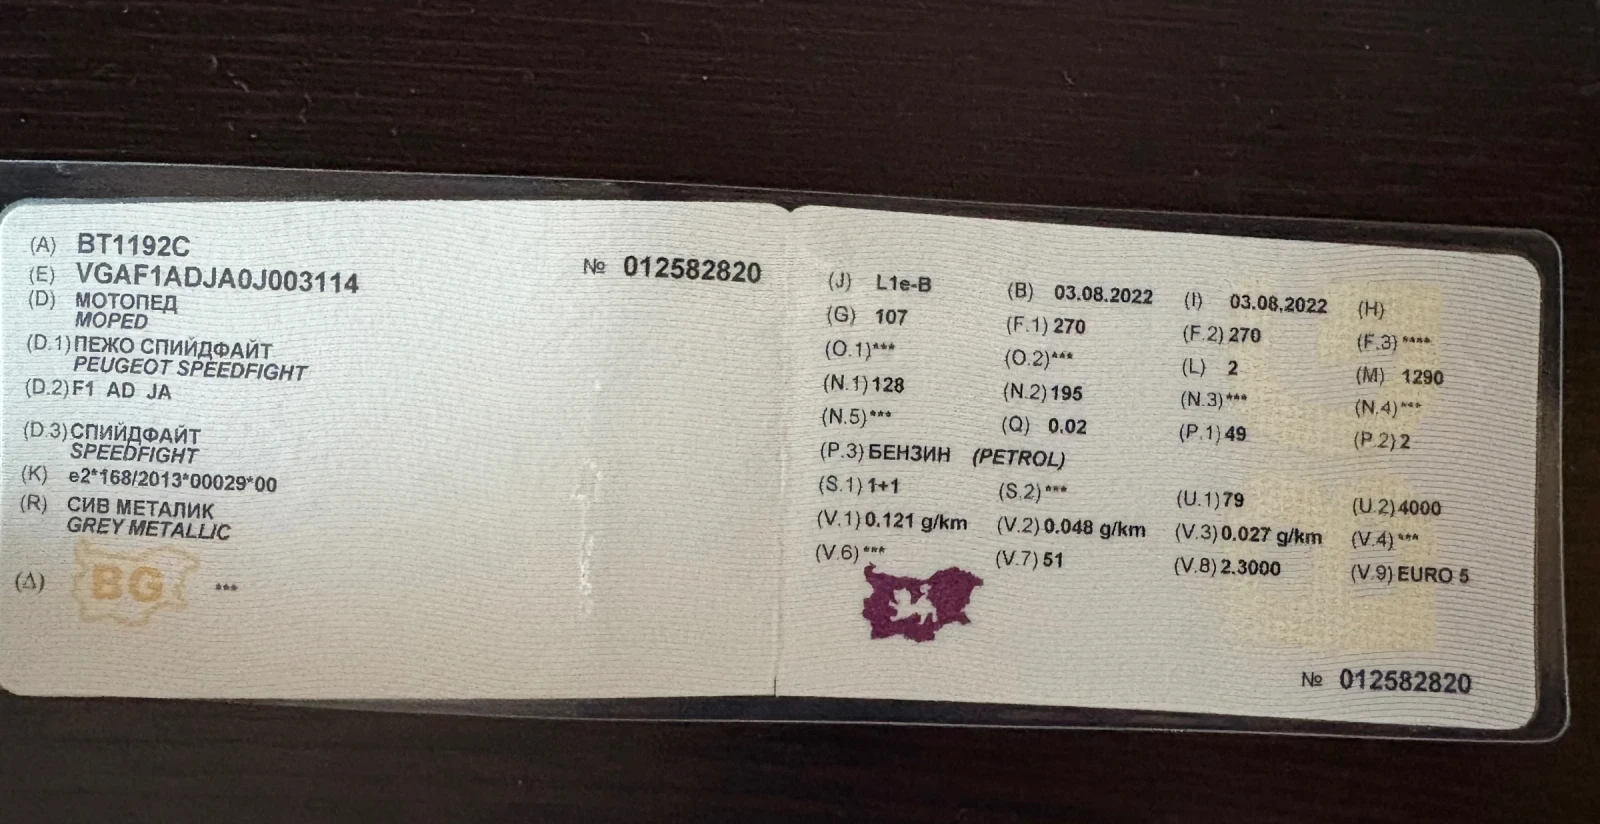 (A) BT1192C
№ 012582820
(E) VGAF1ADJA0J003114
(D) МОТОПЕД
MOPED
(D.1) ПЕЖО СПИЙДФАЙТ
PEUGEOT SPEEDFIGHT
(D.2) F1 AD JA
(D.3) СПИЙДФАЙТ
SPEEDFIGHT
(K) e2*168/2013*00029*00
(R) СИВ МЕТАЛИК
GREY METALLIC
(Δ) BG ***
(J) L1e-B (B) 03.08.2022 (I) 03.08.2022 (H)
(G) 107 (F.1) 270 (F.2) 270 (F.3) ****
(O.1) *** (O.2) *** (L) 2 (M) 1290
(N.1) 128 (N.2) 195 (N.3) *** (N.4) ***
(N.5) *** (Q) 0.02 (P.1) 49 (P.2) 2
(P.3) БЕНЗИН (PETROL)
(S.1) 1+1 (S.2) *** (U.1) 79 (U.2) 4000
(V.1) 0.121 g/km (V.2) 0.048 g/km (V.3) 0.027 g/km (V.4) ***
(V.6) *** (V.7) 51 (V.8) 2.3000 (V.9) EURO 5
№ 012582820